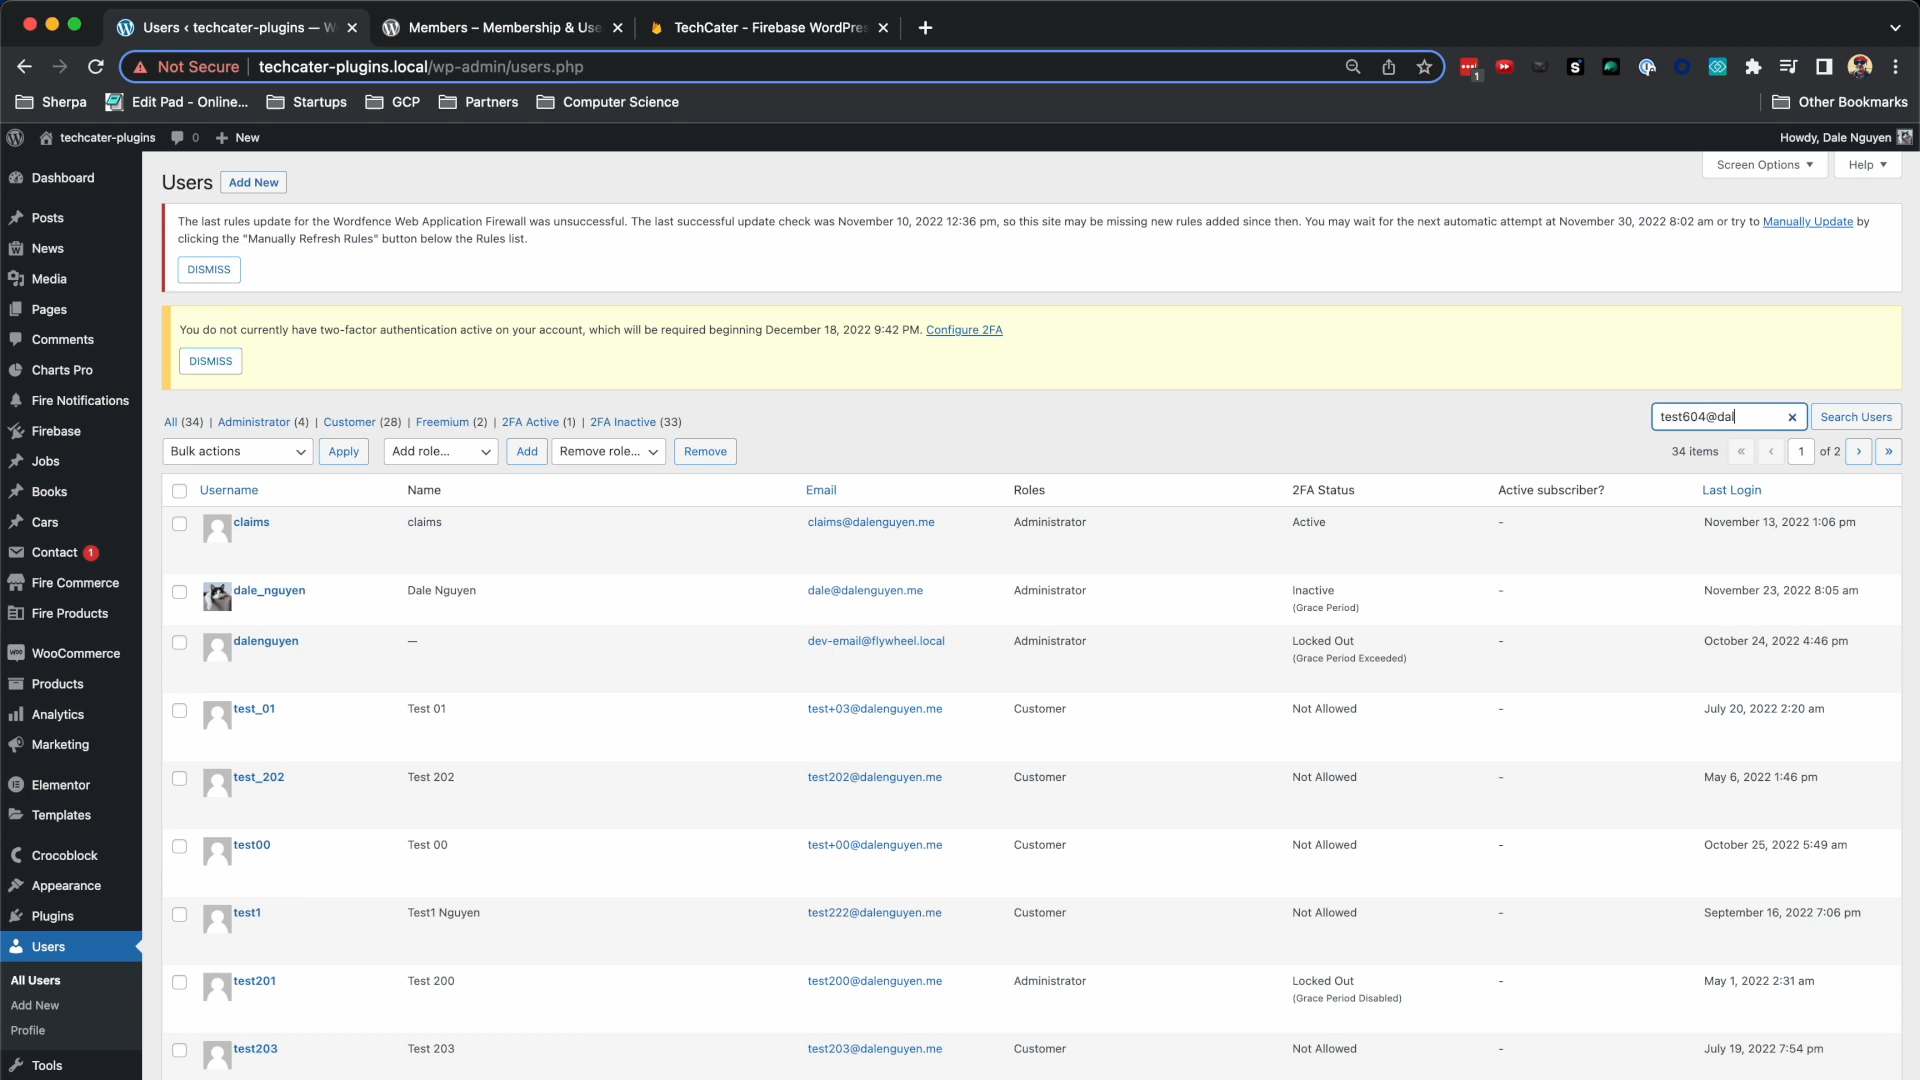 Users ‹ techcater-plugins — W
Members – Membership & Use
TechCater - Firebase WordPres
Not Secure
techcater-plugins.local/wp-admin/users.php
1
Sherpa
Edit Pad - Online...
Startups
GCP
Partners
Computer Science
Other Bookmarks
techcater-plugins
0
New
Howdy, Dale Nguyen
Dashboard
Posts
News
Media
Pages
Comments
Charts Pro
Fire Notifications
Firebase
Jobs
Books
Cars
Contact 1
Fire Commerce
Fire Products
WooCommerce
Products
Analytics
Marketing
Elementor
Templates
Crocoblock
Appearance
Plugins
Users
All Users
Add New
Profile
Tools
Screen Options
Help
Users
Add New
The last rules update for the Wordfence Web Application Firewall was unsuccessful. The last successful update check was November 10, 2022 12:36 pm, so this site may be missing new rules added since then. You may wait for the next automatic attempt at November 30, 2022 8:02 am or try to Manually Update by
clicking the "Manually Refresh Rules" button below the Rules list.
DISMISS
You do not currently have two-factor authentication active on your account, which will be required beginning December 18, 2022 9:42 PM. Configure 2FA
DISMISS
All (34) | Administrator (4) | Customer (28) | Freemium (2) | 2FA Active (1) | 2FA Inactive (33)
test604@dal
Search Users
Bulk actions
Apply
Add role...
Add
Remove role...
Remove
34 items « ‹ 1 of 2 › »
Username Name Email Roles 2FA Status Active subscriber? Last Login
claims claims claims@dalenguyen.me Administrator Active - November 13, 2022 1:06 pm
dale_nguyen Dale Nguyen dale@dalenguyen.me Administrator Inactive - November 23, 2022 8:05 am
(Grace Period)
dalenguyen — dev-email@flywheel.local Administrator Locked Out - October 24, 2022 4:46 pm
(Grace Period Exceeded)
test_01 Test 01 test+03@dalenguyen.me Customer Not Allowed - July 20, 2022 2:20 am
test_202 Test 202 test202@dalenguyen.me Customer Not Allowed - May 6, 2022 1:46 pm
test00 Test 00 test+00@dalenguyen.me Customer Not Allowed - October 25, 2022 5:49 am
test1 Test1 Nguyen test222@dalenguyen.me Customer Not Allowed - September 16, 2022 7:06 pm
test201 Test 200 test200@dalenguyen.me Administrator Locked Out - May 1, 2022 2:31 am
(Grace Period Disabled)
test203 Test 203 test203@dalenguyen.me Customer Not Allowed - July 19, 2022 7:54 pm